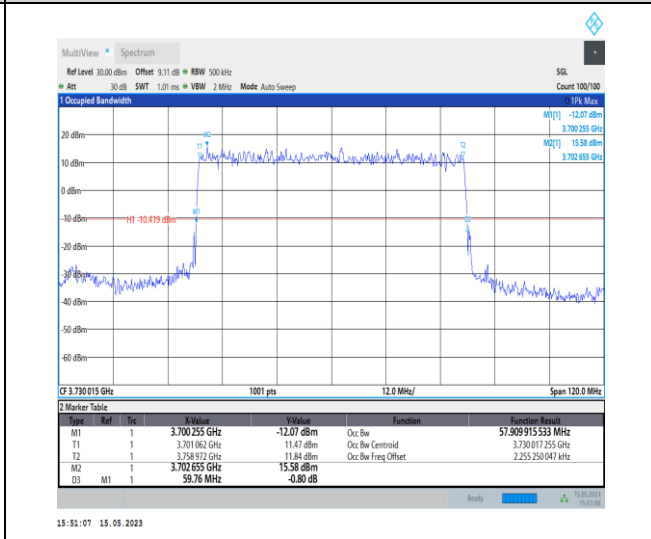 MultiView Spectrum
Ref Level 30.00 dBm Offset 9.11 dB RBW 500 kHz SGL
Att 30 dB SWT 1.01 ms VBW 2 MHz Mode Auto Sweep Count 100/100
1 Occupied Bandwidth 1Pk Max
M1[1] -12.07 dBm
3.700 255 GHz
M2[1] 15.58 dBm
3.702 655 GHz
20 dBm
M2
T1
T2
10 dBm
0 dBm
M1
-10 dBm
H1 -10.419 dBm
D3
-20 dBm
-30 dBm
-40 dBm
-50 dBm
-60 dBm
CF 3.730 015 GHz 1001 pts 12.0 MHz/ Span 120.0 MHz
2 Marker Table
Type Ref Trc X-Value Y-Value Function Function Result
M1 1 3.700 255 GHz -12.07 dBm Occ Bw 57.909 915 533 MHz
T1 1 3.701 062 GHz 11.47 dBm Occ Bw Centroid 3.730 017 255 GHz
T2 1 3.758 972 GHz 11.84 dBm Occ Bw Freq Offset 2.255 250 047 kHz
M2 1 3.702 655 GHz 15.58 dBm
D3 M1 1 59.76 MHz -0.80 dB
Ready 15.05.2023
15:51:06
15:51:07 15.05.2023